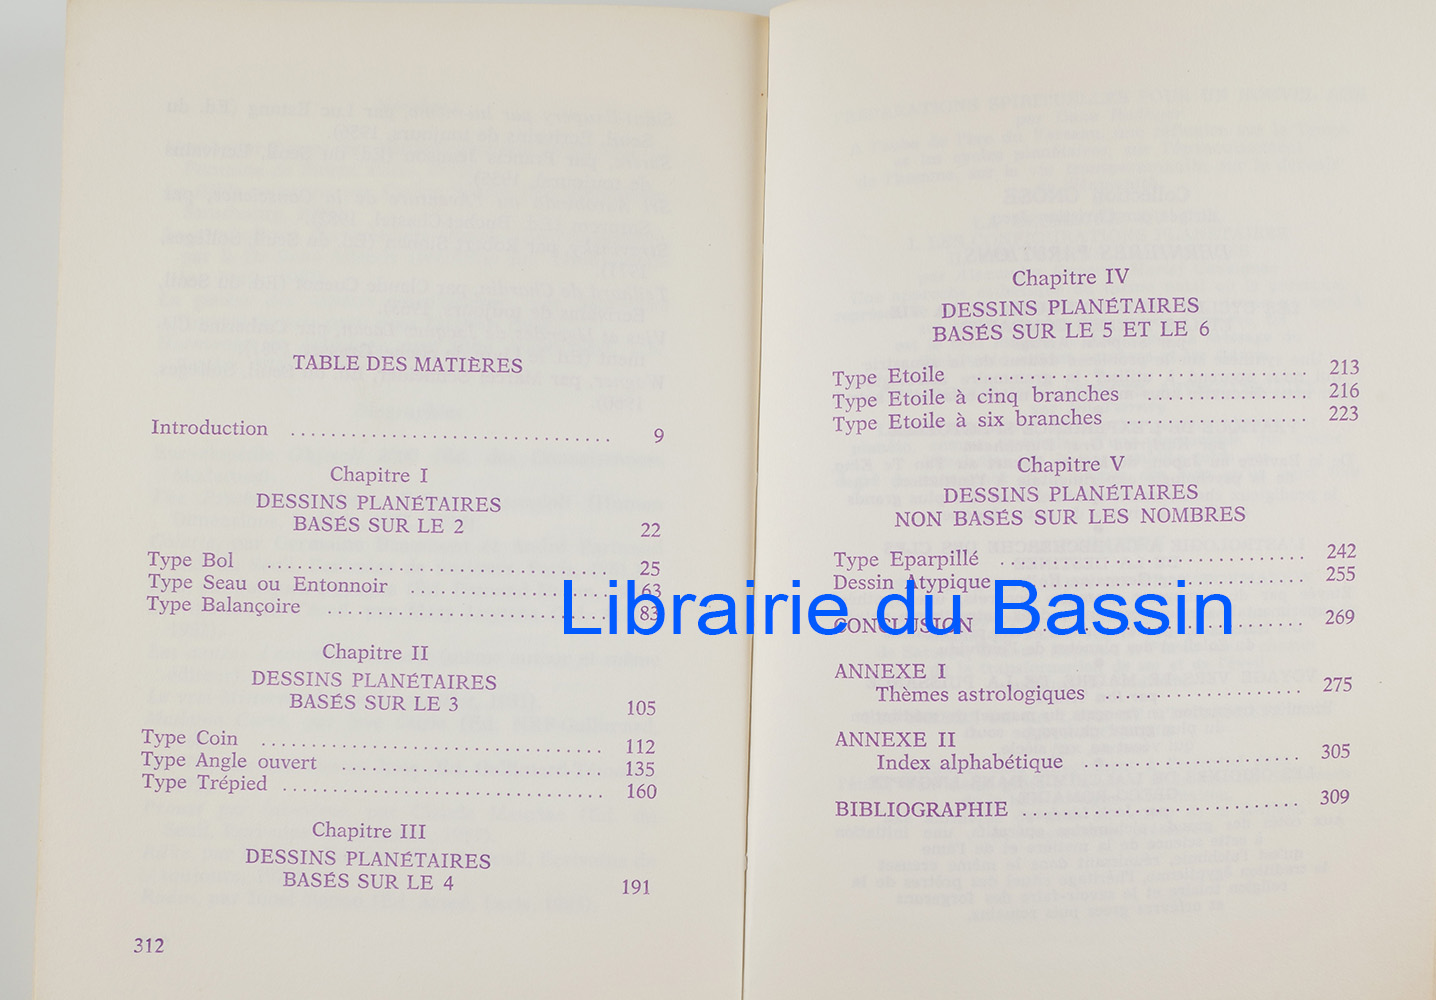 TABLE DES MATIÈRES
Introduction ............................... 9
Chapitre I
DESSINS PLANÉTAIRES
BASÉS SUR LE 2 22
Type Bol .................................. 25
Type Seau ou Entonnoir .................... 63
Type Balançoire ............................ 83
Chapitre II
DESSINS PLANÉTAIRES
BASÉS SUR LE 3 105
Type Coin .................................. 112
Type Angle ouvert .......................... 135
Type Trépied ............................... 160
Chapitre III
DESSINS PLANÉTAIRES
BASÉS SUR LE 4 191
312
Chapitre IV
DESSINS PLANÉTAIRES
BASÉS SUR LE 5 ET LE 6
Type Etoile ................................. 213
Type Etoile à cinq branches ................ 216
Type Etoile à six branches .................. 223
Chapitre V
DESSINS PLANÉTAIRES
NON BASÉS SUR LES NOMBRES
Type Eparpillé .............................. 242
Dessin Atypique ............................. 255
CONCLUSION ............................ 269
ANNEXE I
Thèmes astrologiques .................... 275
ANNEXE II
Index alphabétique ...................... 305
BIBLIOGRAPHIE ............................ 309
Librairie du Bassin